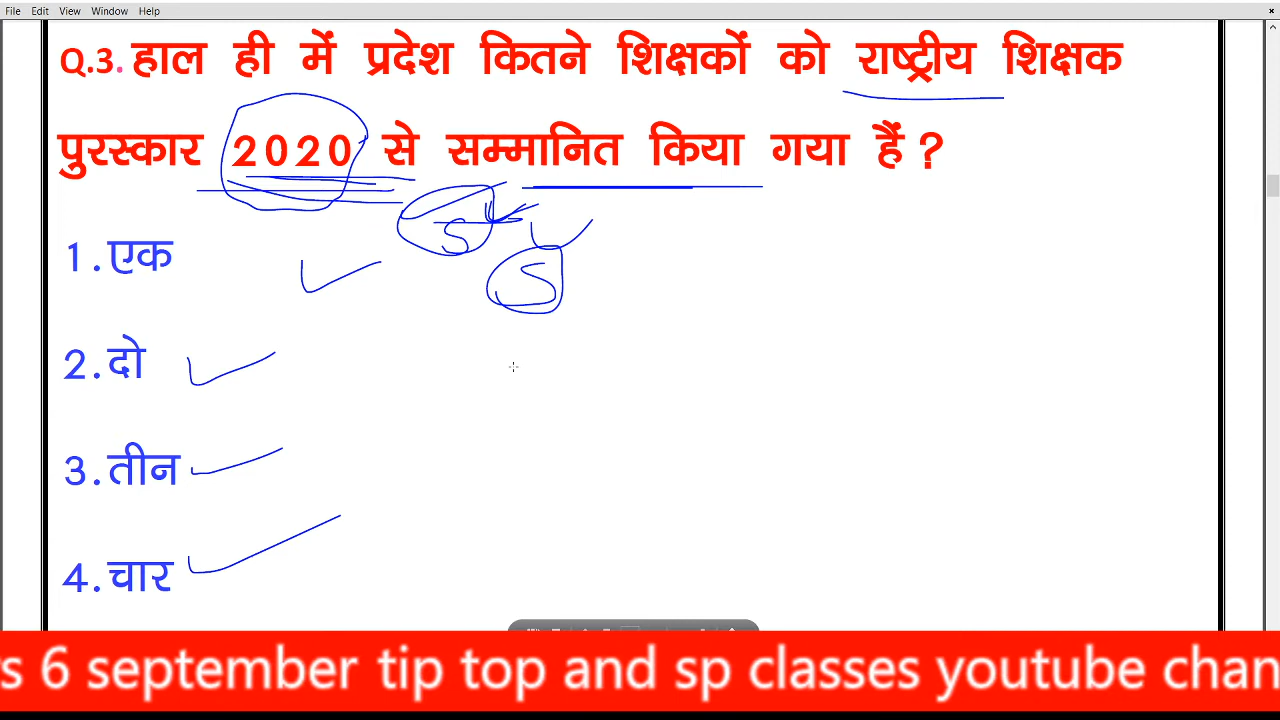 File Edit View Window Help
Q.3. हाल ही में प्रदेश कितने शिक्षकों को राष्ट्रीय शिक्षक
पुरस्कार 2020 से सम्मानित किया गया हैं ?
S
S
1.एक
2.दो
3.तीन
4.चार
s 6 september tip top and sp classes youtube chan